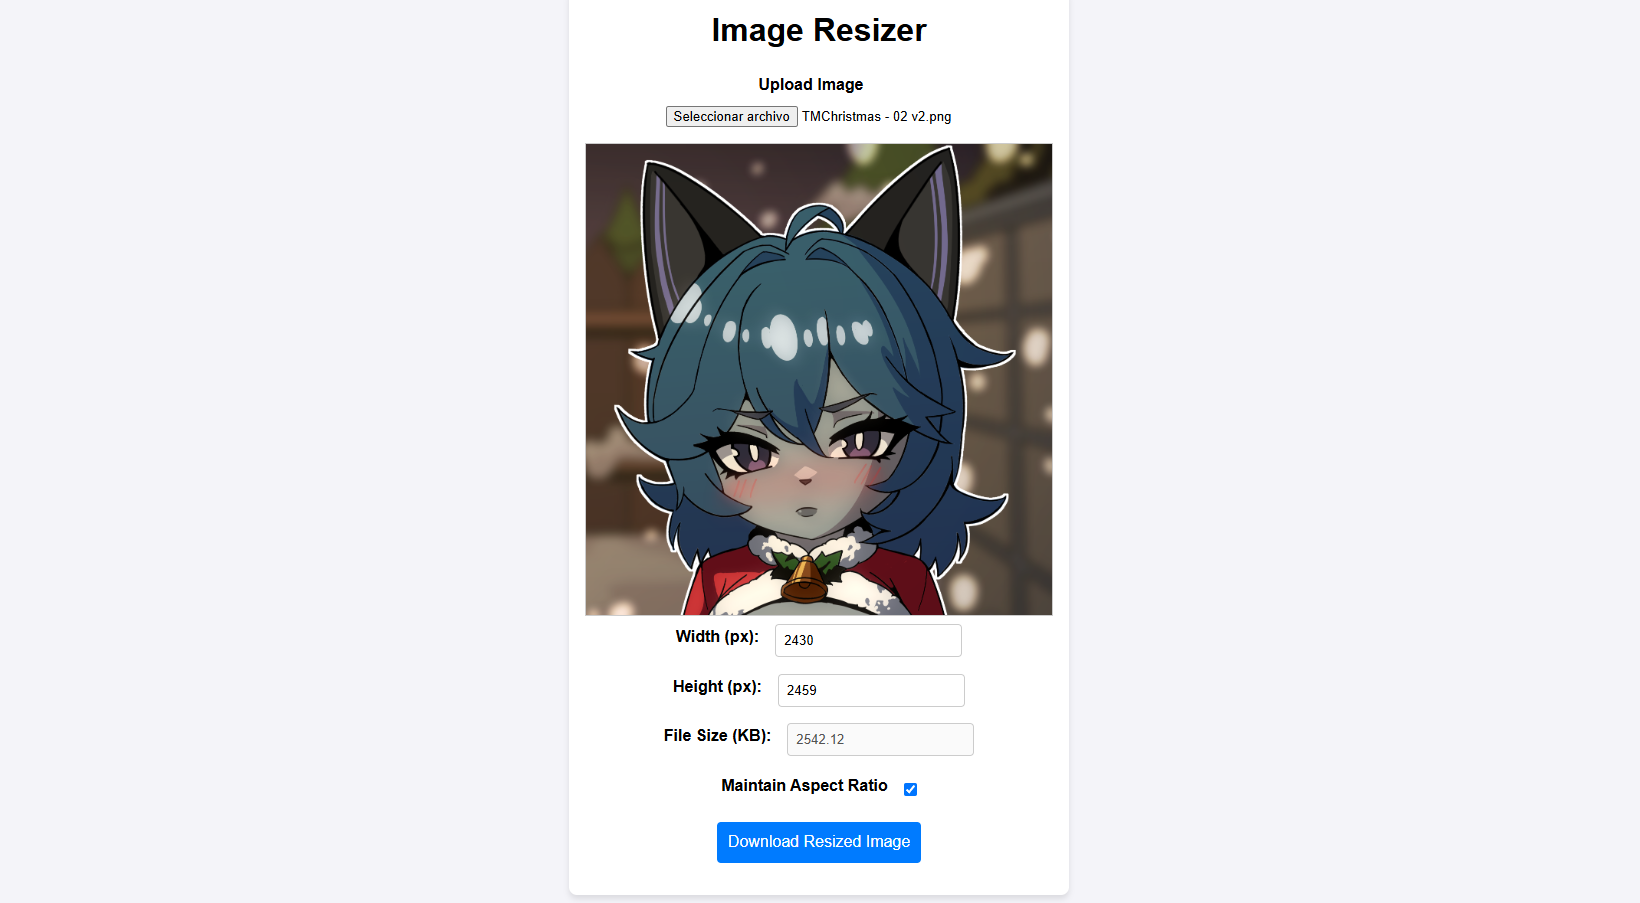 Image Resizer
Upload Image
Seleccionar archivo TMChristmas - 02 v2.png
Width (px): 2430
Height (px): 2459
File Size (KB): 2542.12
Maintain Aspect Ratio
Download Resized Image